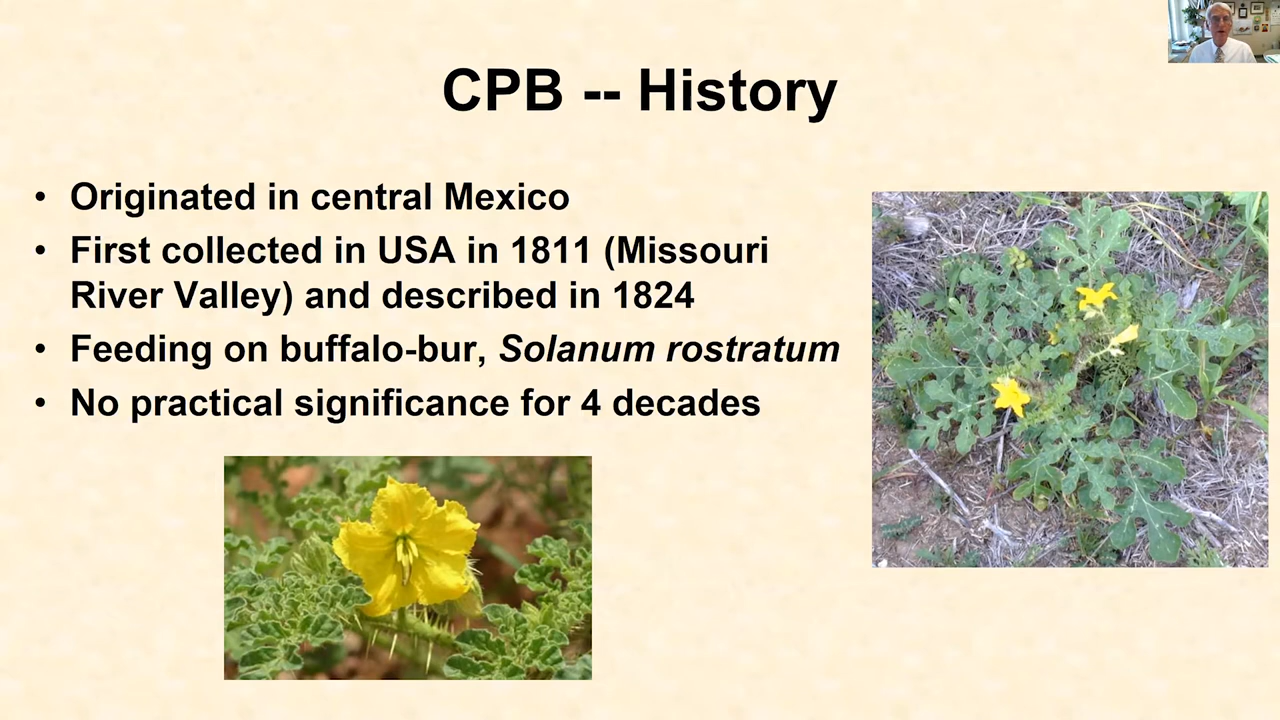 CPB -- History
• Originated in central Mexico
• First collected in USA in 1811 (Missouri
River Valley) and described in 1824
• Feeding on buffalo-bur, Solanum rostratum
• No practical significance for 4 decades